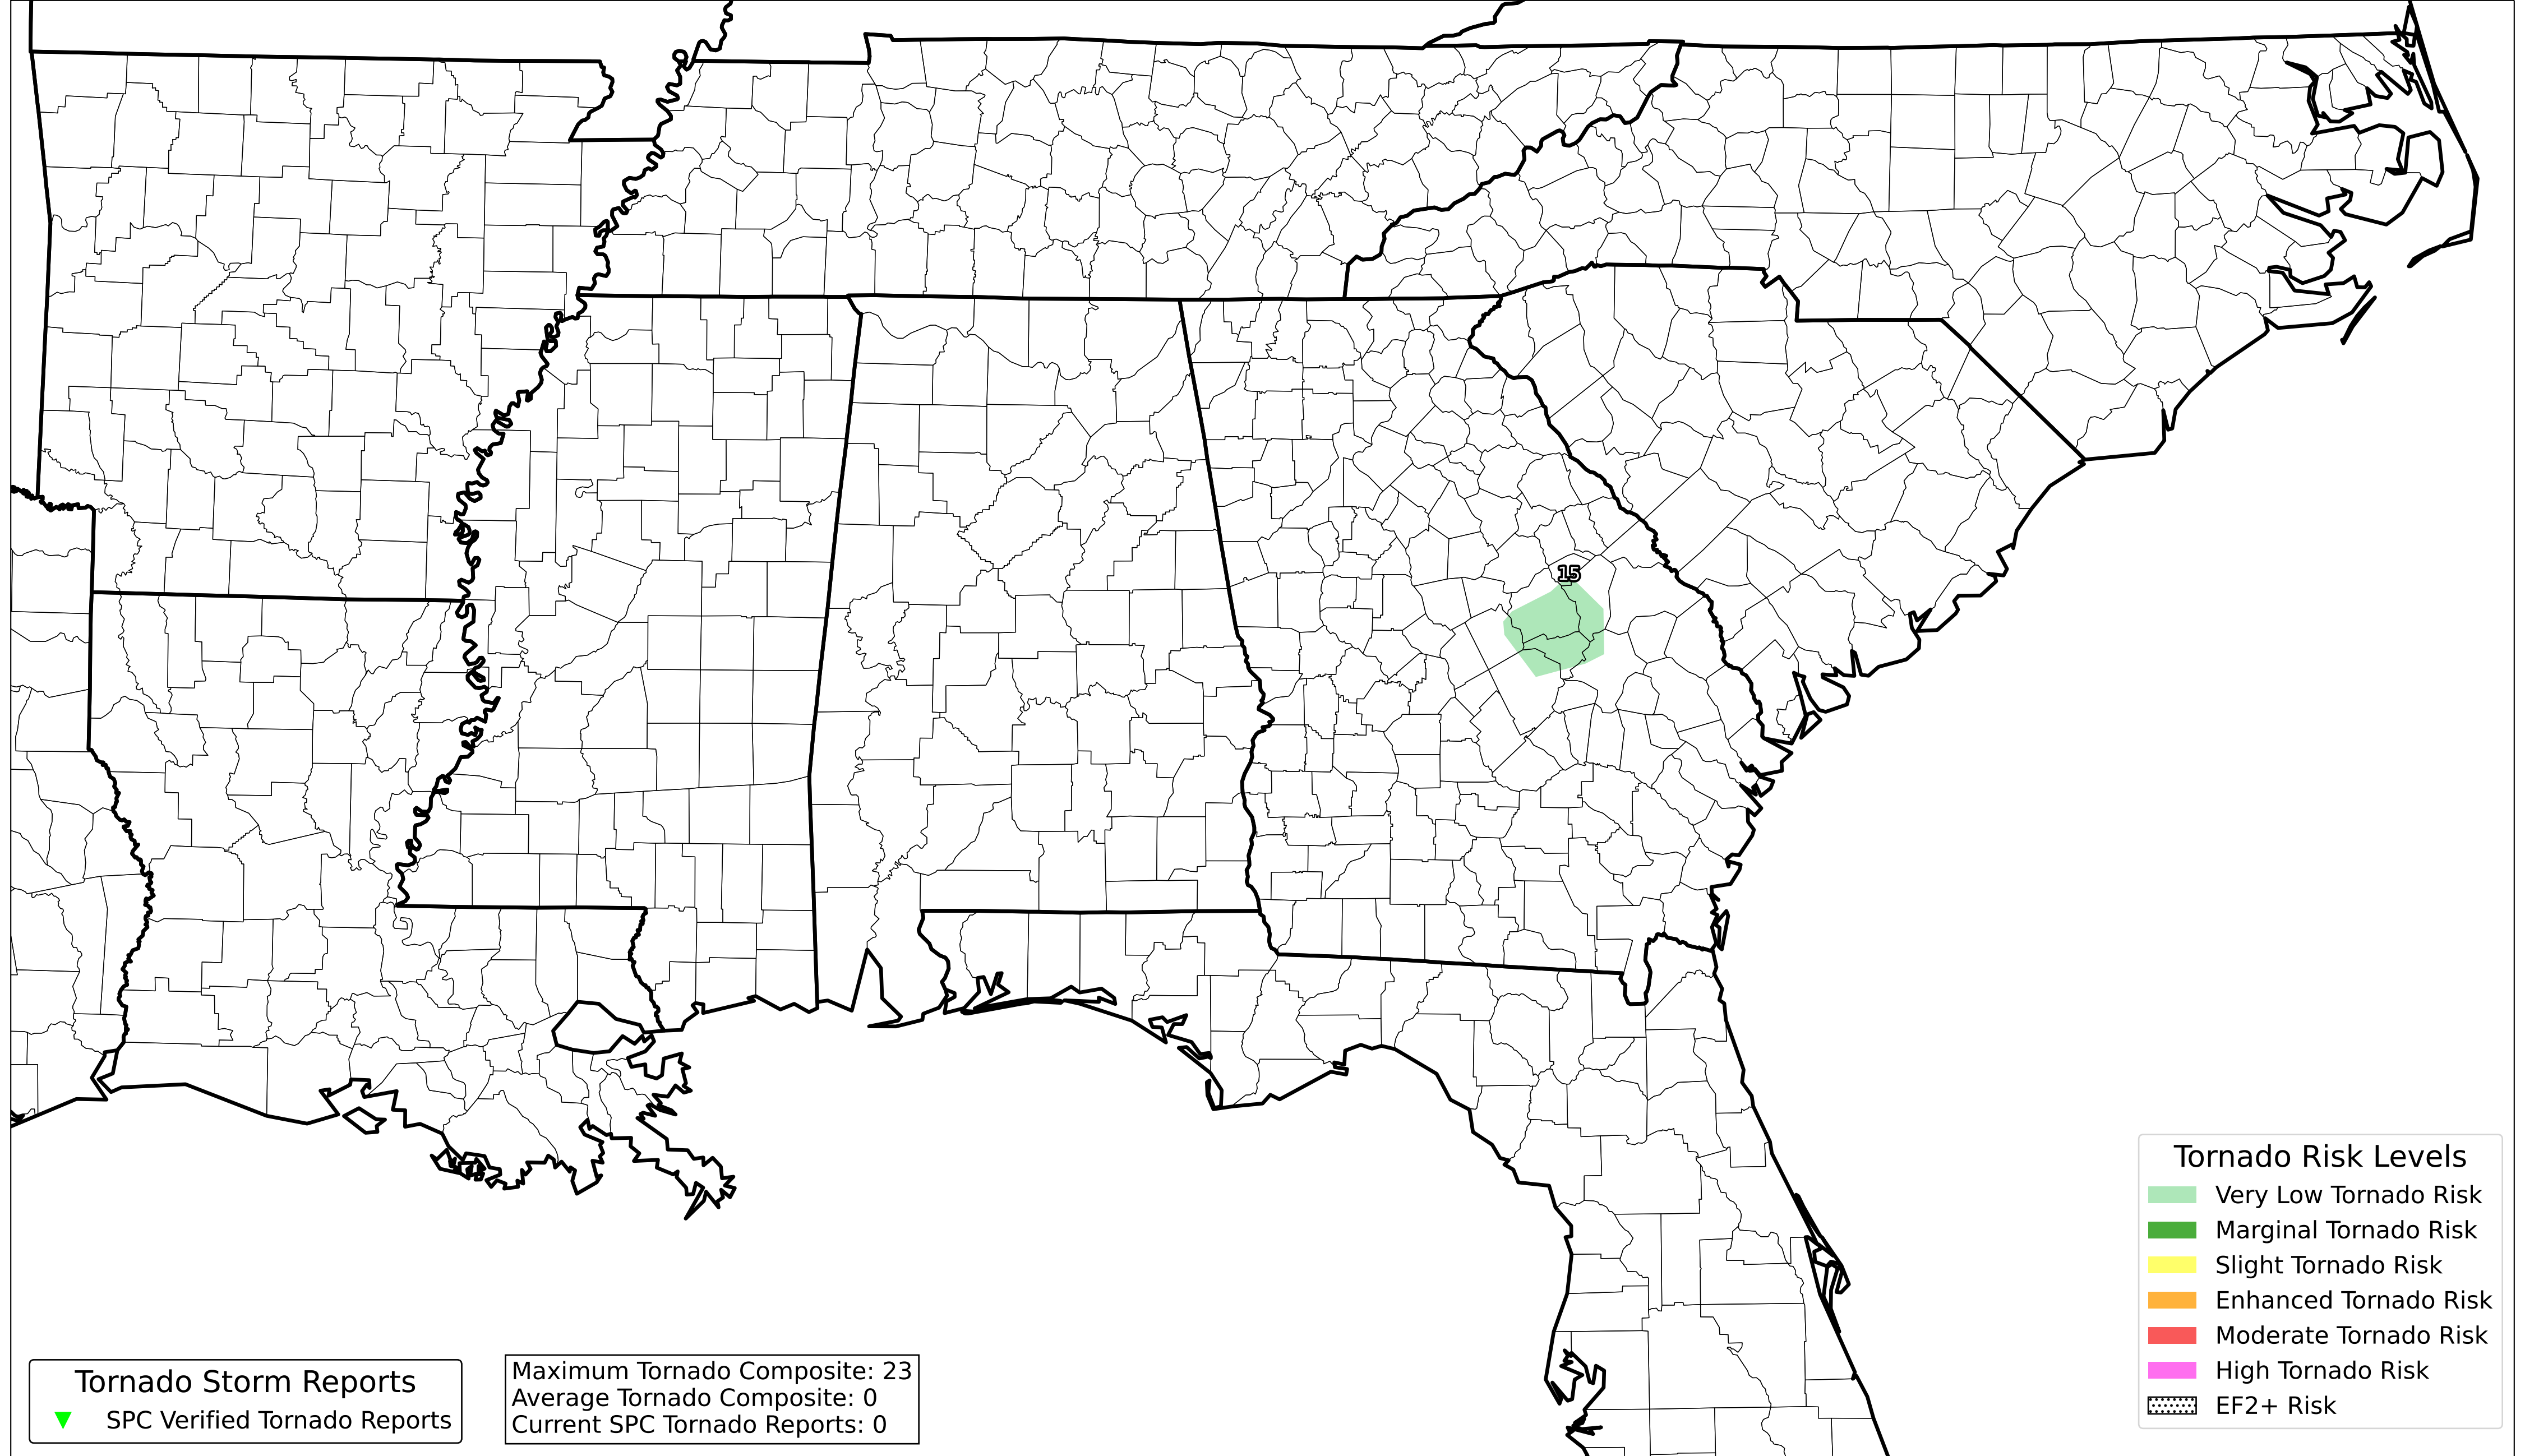 15
Tornado Risk Levels
Very Low Tornado Risk
Marginal Tornado Risk
Slight Tornado Risk
Enhanced Tornado Risk
Moderate Tornado Risk
High Tornado Risk
EF2+ Risk
Tornado Storm Reports
SPC Verified Tornado Reports
Maximum Tornado Composite: 23
Average Tornado Composite: 0
Current SPC Tornado Reports: 0